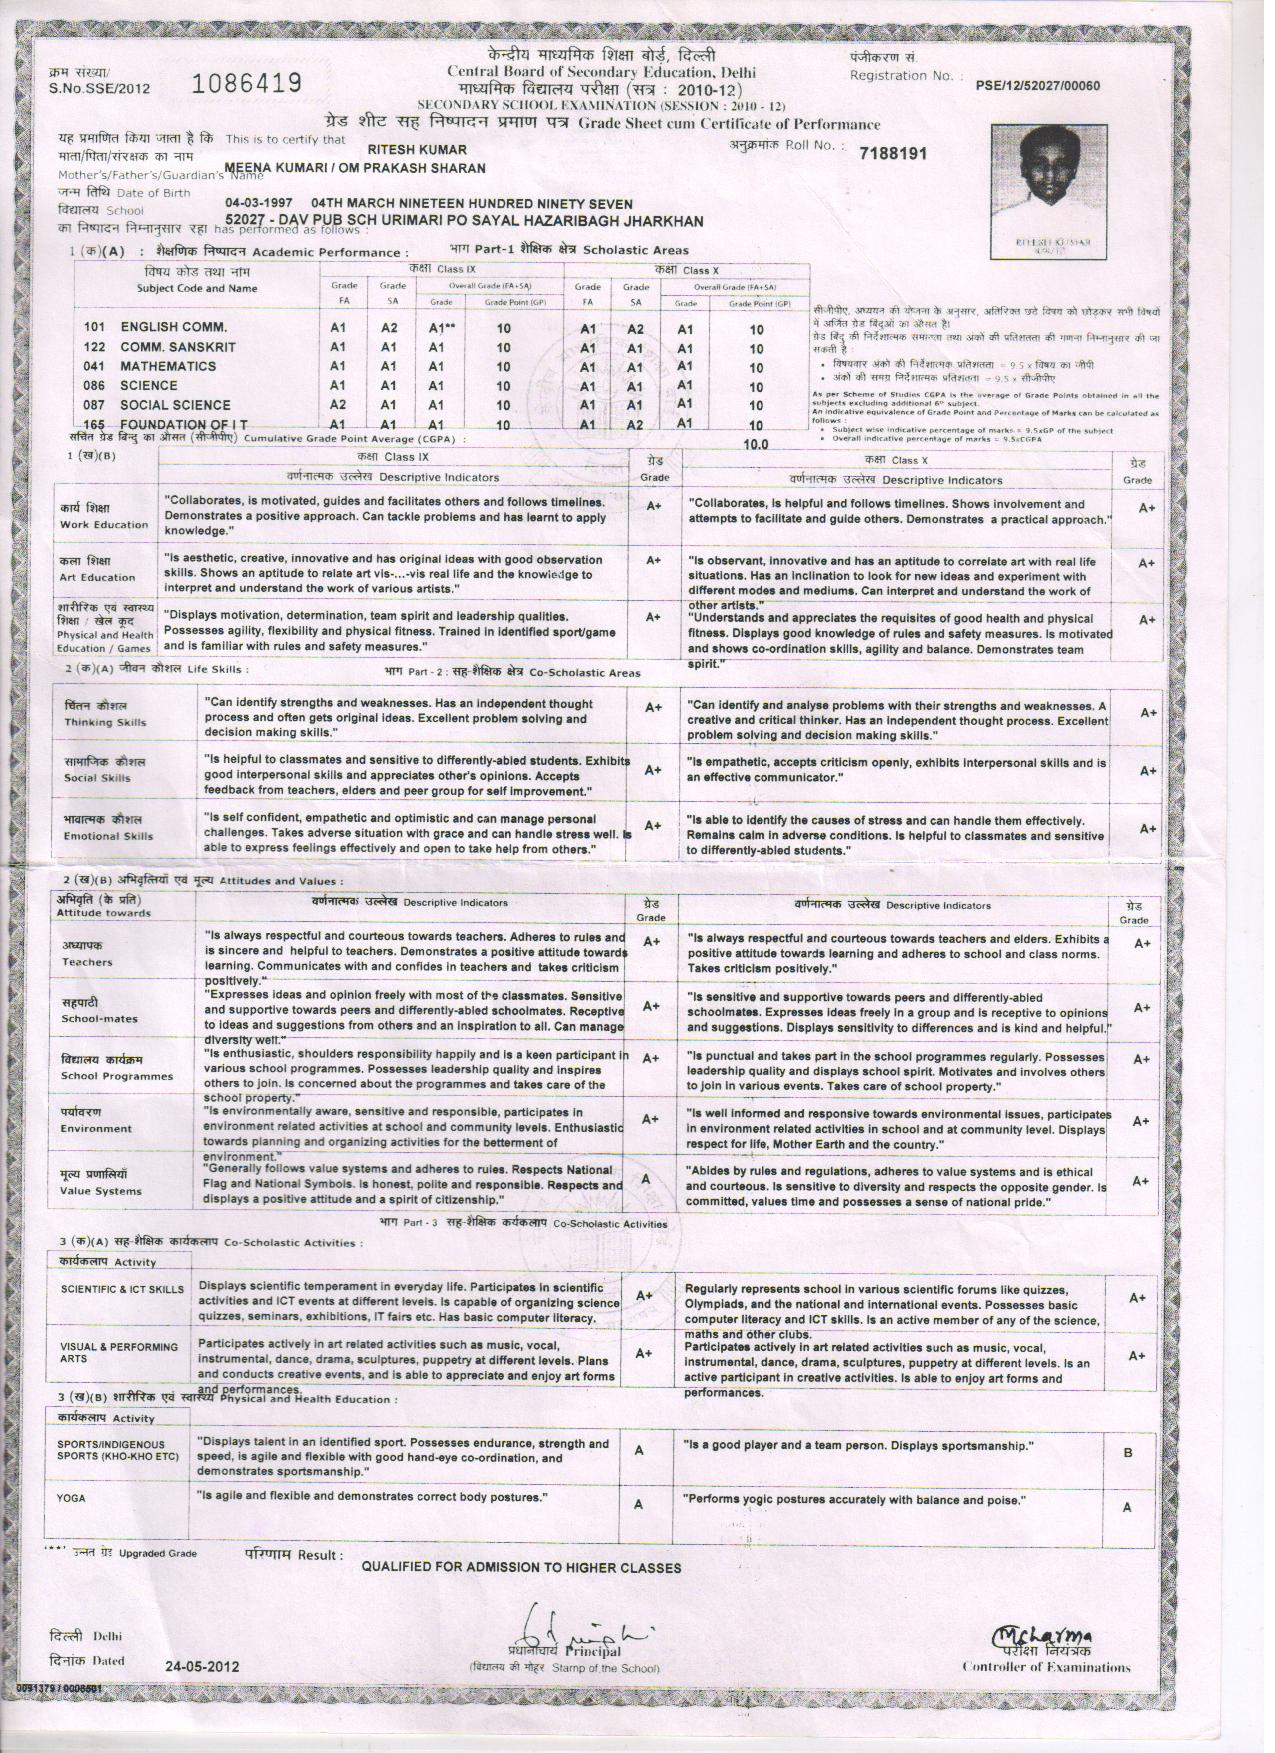 केन्द्रीय माध्यमिक शिक्षा बोर्ड, दिल्ली
Central Board of Secondary Education, Delhi
माध्यमिक विद्यालय परीक्षा (सत्र : 2010-12)
SECONDARY SCHOOL EXAMINATION (SESSION : 2010 - 12)
ग्रेड शीट सह निष्पादन प्रमाण पत्र Grade Sheet cum Certificate of Performance
क्रम संख्या/
S.No.SSE/2012 1086419
पंजीकरण सं.
Registration No. : PSE/12/52027/00060
यह प्रमाणित किया जाता है कि This is to certify that RITESH KUMAR
अनुक्रमांक Roll No. : 7188191
माता/पिता/संरक्षक का नाम
Mother's/Father's/Guardian's Name MEENA KUMARI / OM PRAKASH SHARAN
जन्म तिथि Date of Birth 04-03-1997 04TH MARCH NINETEEN HUNDRED NINETY SEVEN
विद्यालय School 52027 - DAV PUB SCH URIMARI PO SAYAL HAZARIBAGH JHARKHAN
का निष्पादन निम्नानुसार रहा has performed as follows :
RITESH KUMAR
1 (क)(A) : शैक्षणिक निष्पादन Academic Performance : भाग Part-1 शैक्षिक क्षेत्र Scholastic Areas
विषय कोड तथा नाम कक्षा Class IX कक्षा Class X
Subject Code and Name Grade Grade Overall Grade (FA+SA) Grade Grade Overall Grade (FA+SA)
FA SA Grade Grade Point (GP) FA SA Grade Grade Point (GP)
101 ENGLISH COMM. A1 A2 A1** 10 A1 A2 A1 10
122 COMM. SANSKRIT A1 A1 A1 10 A1 A1 A1 10
041 MATHEMATICS A1 A1 A1 10 A1 A1 A1 10
086 SCIENCE A1 A1 A1 10 A1 A1 A1 10
087 SOCIAL SCIENCE A2 A1 A1 10 A1 A1 A1 10
165 FOUNDATION OF I T A1 A1 A1 10 A1 A2 A1 10
संचित ग्रेड बिन्दु का औसत (सीजीपीए) Cumulative Grade Point Average (CGPA) : 10.0
सीजीपीए, अध्ययन की योजना के अनुसार, अतिरिक्त छठे विषय को छोड़कर सभी विषयों
में अर्जित ग्रेड बिंदुओं का औसत है।
ग्रेड बिंदु की निर्देशात्मक समानता तथा अंकों की प्रतिशतता की गणना निम्नानुसार की जा
सकती है :
• विषयवार अंकों की निर्देशात्मक प्रतिशतता = 9.5 x विषय का जीपी
• अंकों की समग्र निर्देशात्मक प्रतिशतता = 9.5 x सीजीपीए
As per Scheme of Studies CGPA is the average of Grade Points obtained in all the
subjects excluding additional 6th subject.
An indicative equivalence of Grade Point and Percentage of Marks can be calculated as
follows :
• Subject wise indicative percentage of marks = 9.5xGP of the subject
• Overall indicative percentage of marks = 9.5xCGPA
1 (ख)(B) कक्षा Class IX ग्रेड कक्षा Class X ग्रेड
वर्णनात्मक उल्लेख Descriptive Indicators Grade वर्णनात्मक उल्लेख Descriptive Indicators Grade
कार्य शिक्षा
Work Education
"Collaborates, is motivated, guides and facilitates others and follows timelines.
Demonstrates a positive approach. Can tackle problems and has learnt to apply
knowledge."
A+
"Collaborates, Is helpful and follows timelines. Shows involvement and
attempts to facilitate and guide others. Demonstrates a practical approach."
A+
कला शिक्षा
Art Education
"Is aesthetic, creative, innovative and has original ideas with good observation
skills. Shows an aptitude to relate art vis-...-vis real life and the knowledge to
interpret and understand the work of various artists."
A+
"Is observant, innovative and has an aptitude to correlate art with real life
situations. Has an inclination to look for new ideas and experiment with
different modes and mediums. Can interpret and understand the work of
other artists."
A+
शारीरिक एवं स्वास्थ्य
शिक्षा / खेल कूद
Physical and Health
Education / Games
"Displays motivation, determination, team spirit and leadership qualities.
Possesses agility, flexibility and physical fitness. Trained in identified sport/game
and is familiar with rules and safety measures."
A+
"Understands and appreciates the requisites of good health and physical
fitness. Displays good knowledge of rules and safety measures. Is motivated
and shows co-ordination skills, agility and balance. Demonstrates team
spirit."
A+
2 (क)(A) जीवन कौशल Life Skills : भाग Part - 2 : सह-शैक्षिक क्षेत्र Co-Scholastic Areas
चिंतन कौशल
Thinking Skills
"Can identify strengths and weaknesses. Has an independent thought
process and often gets original ideas. Excellent problem solving and
decision making skills."
A+
"Can identify and analyse problems with their strengths and weaknesses. A
creative and critical thinker. Has an independent thought process. Excellent
problem solving and decision making skills."
A+
सामाजिक कौशल
Social Skills
"Is helpful to classmates and sensitive to differently-abled students. Exhibits
good interpersonal skills and appreciates other's opinions. Accepts
feedback from teachers, elders and peer group for self improvement."
A+
"Is empathetic, accepts criticism openly, exhibits interpersonal skills and is
an effective communicator."
A+
भावात्मक कौशल
Emotional Skills
"Is self confident, empathetic and optimistic and can manage personal
challenges. Takes adverse situation with grace and can handle stress well. Is
able to express feelings effectively and open to take help from others."
A+
"Is able to identify the causes of stress and can handle them effectively.
Remains calm in adverse conditions. Is helpful to classmates and sensitive
to differently-abled students."
A+
2 (ख)(B) अभिवृत्तियाँ एवं मूल्य Attitudes and Values :
अभिवृति (के प्रति) वर्णनात्मक उल्लेख Descriptive Indicators ग्रेड वर्णनात्मक उल्लेख Descriptive Indicators ग्रेड
Attitude towards Grade Grade
अध्यापक
Teachers
"Is always respectful and courteous towards teachers. Adheres to rules and
is sincere and helpful to teachers. Demonstrates a positive attitude towards
learning. Communicates with and confides in teachers and takes criticism
positively."
A+
"Is always respectful and courteous towards teachers and elders. Exhibits a
positive attitude towards learning and adheres to school and class norms.
Takes criticism positively."
A+
सहपाठी
School-mates
"Expresses ideas and opinion freely with most of the classmates. Sensitive
and supportive towards peers and differently-abled schoolmates. Receptive
to ideas and suggestions from others and an inspiration to all. Can manage
diversity well."
A+
"Is sensitive and supportive towards peers and differently-abled
schoolmates. Expresses ideas freely in a group and is receptive to opinions
and suggestions. Displays sensitivity to differences and is kind and helpful."
A+
विद्यालय कार्यक्रम
School Programmes
"Is enthusiastic, shoulders responsibility happily and is a keen participant in
various school programmes. Possesses leadership quality and inspires
others to join. Is concerned about the programmes and takes care of the
school property."
A+
"Is punctual and takes part in the school programmes regularly. Possesses
leadership quality and displays school spirit. Motivates and involves others
to join in various events. Takes care of school property."
A+
पर्यावरण
Environment
"Is environmentally aware, sensitive and responsible, participates in
environment related activities at school and community levels. Enthusiastic
towards planning and organizing activities for the betterment of
environment."
A+
"Is well informed and responsive towards environmental issues, participates
in environment related activities in school and at community level. Displays
respect for life, Mother Earth and the country."
A+
मूल्य प्रणालियाँ
Value Systems
"Generally follows value systems and adheres to rules. Respects National
Flag and National Symbols. Is honest, polite and responsible. Respects and
displays a positive attitude and a spirit of citizenship."
A
"Abides by rules and regulations, adheres to value systems and is ethical
and courteous. Is sensitive to diversity and respects the opposite gender. Is
committed, values time and possesses a sense of national pride."
A+
भाग Part - 3 सह-शैक्षिक कार्यकलाप Co-Scholastic Activities
3 (क)(A) सह-शैक्षिक कार्यकलाप Co-Scholastic Activities :
कार्यकलाप Activity
SCIENTIFIC & ICT SKILLS
Displays scientific temperament in everyday life. Participates in scientific
activities and ICT events at different levels. Is capable of organizing science
quizzes, seminars, exhibitions, IT fairs etc. Has basic computer literacy.
A+
Regularly represents school in various scientific forums like quizzes,
Olympiads, and the national and international events. Possesses basic
computer literacy and ICT skills. Is an active member of any of the science,
maths and other clubs.
A+
VISUAL & PERFORMING
ARTS
Participates actively in art related activities such as music, vocal,
instrumental, dance, drama, sculptures, puppetry at different levels. Plans
and conducts creative events, and is able to appreciate and enjoy art forms
and performances.
A+
Participates actively in art related activities such as music, vocal,
instrumental, dance, drama, sculptures, puppetry at different levels. Is an
active participant in creative activities. Is able to enjoy art forms and
performances.
A+
3 (ख)(B) शारीरिक एवं स्वास्थ्य Physical and Health Education :
कार्यकलाप Activity
SPORTS/INDIGENOUS
SPORTS (KHO-KHO ETC)
"Displays talent in an identified sport. Possesses endurance, strength and
speed, is agile and flexible with good hand-eye co-ordination, and
demonstrates sportsmanship."
A
"Is a good player and a team person. Displays sportsmanship."
B
YOGA
"Is agile and flexible and demonstrates correct body postures."
A
"Performs yogic postures accurately with balance and poise."
A
'**' उन्नत ग्रेड Upgraded Grade परिणाम Result :
QUALIFIED FOR ADMISSION TO HIGHER CLASSES
दिल्ली Delhi
दिनांक Dated 24-05-2012
प्रधानाचार्य Principal
(विद्यालय की मोहर Stamp of the School)
MSharma
परीक्षा नियंत्रक
Controller of Examinations
0091379 / 0006501